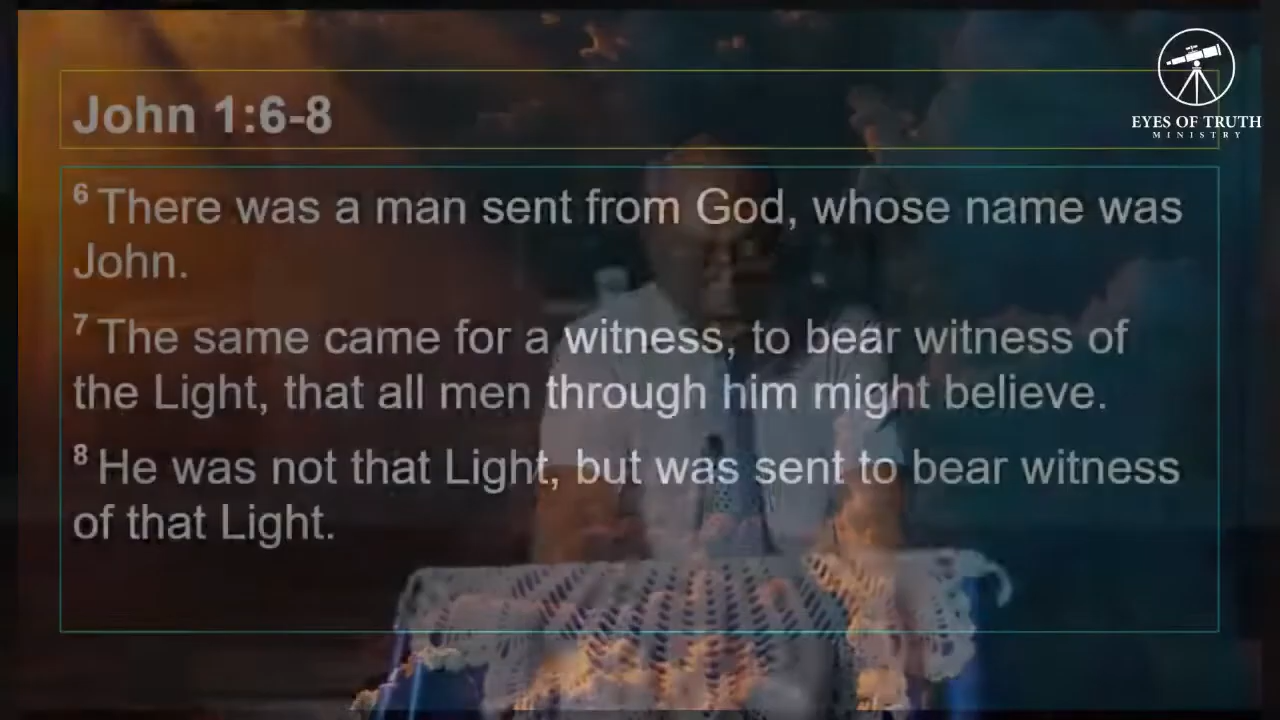 EYES OF TRUTH
MINISTRY
John 1:6-8
6 There was a man sent from God, whose name was
John.
7 The same came for a witness, to bear witness of
the Light, that all men through him might believe.
8 He was not that Light, but was sent to bear witness
of that Light.